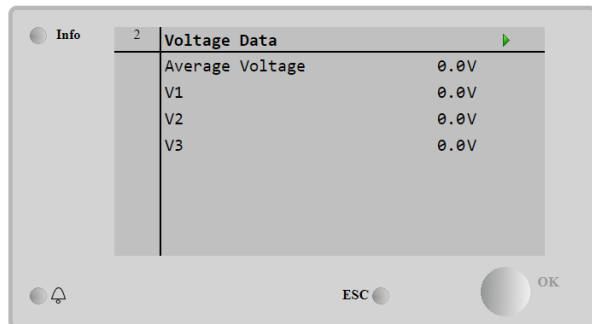 Info
2 Voltage Data
Average Voltage 0.0V
V1 0.0V
V2 0.0V
V3 0.0V
OK
ESC